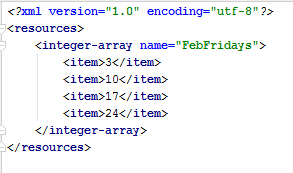 <?xml version="1.0" encoding="utf-8"?>
<resources>
<integer-array name="FebFridays">
<item>3</item>
<item>10</item>
<item>17</item>
<item>24</item>
</integer-array>
</resources>